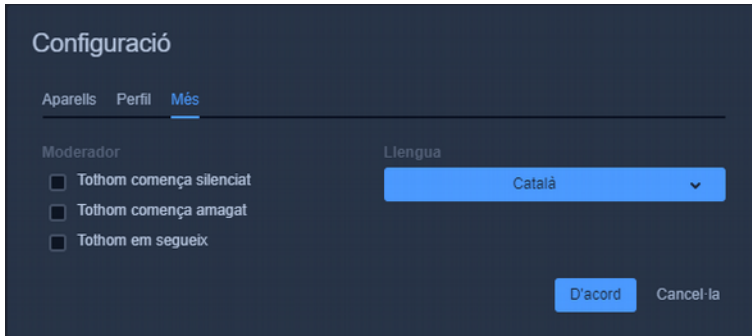 Configuració
Aparells Perfil Més
Moderador
Tothom comença silenciat
Tothom comença amagat
Tothom em segueix
Llengua
Català
D'acord Cancel·la